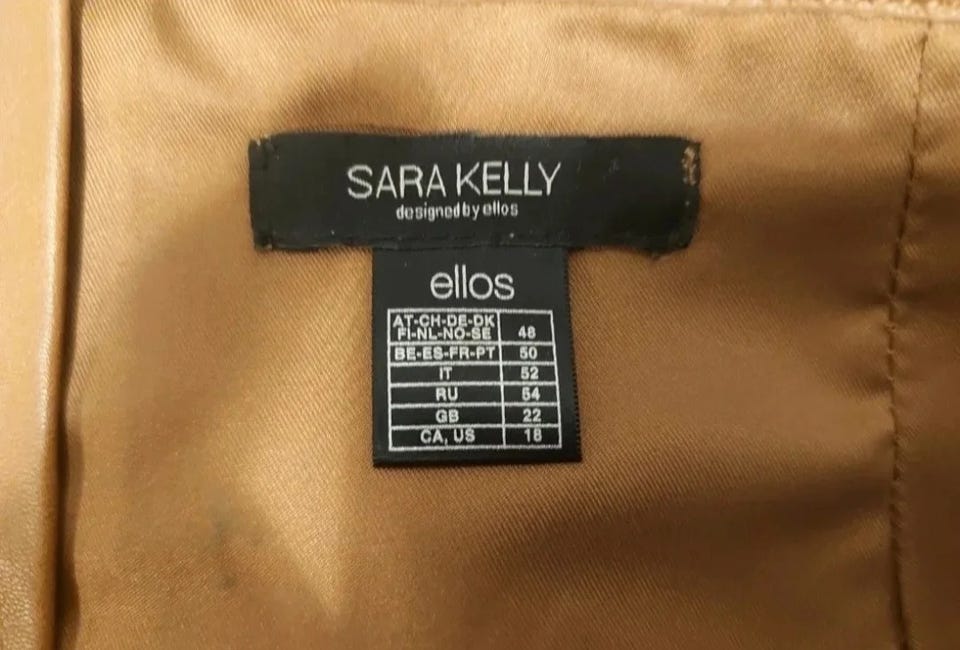 SARA KELLY
designed by ellos
ellos
AT-CH-DE-DK
FI-NL-NO-SE 48
BE-ES-FR-PT 50
IT 52
RU 54
GB 22
CA, US 18